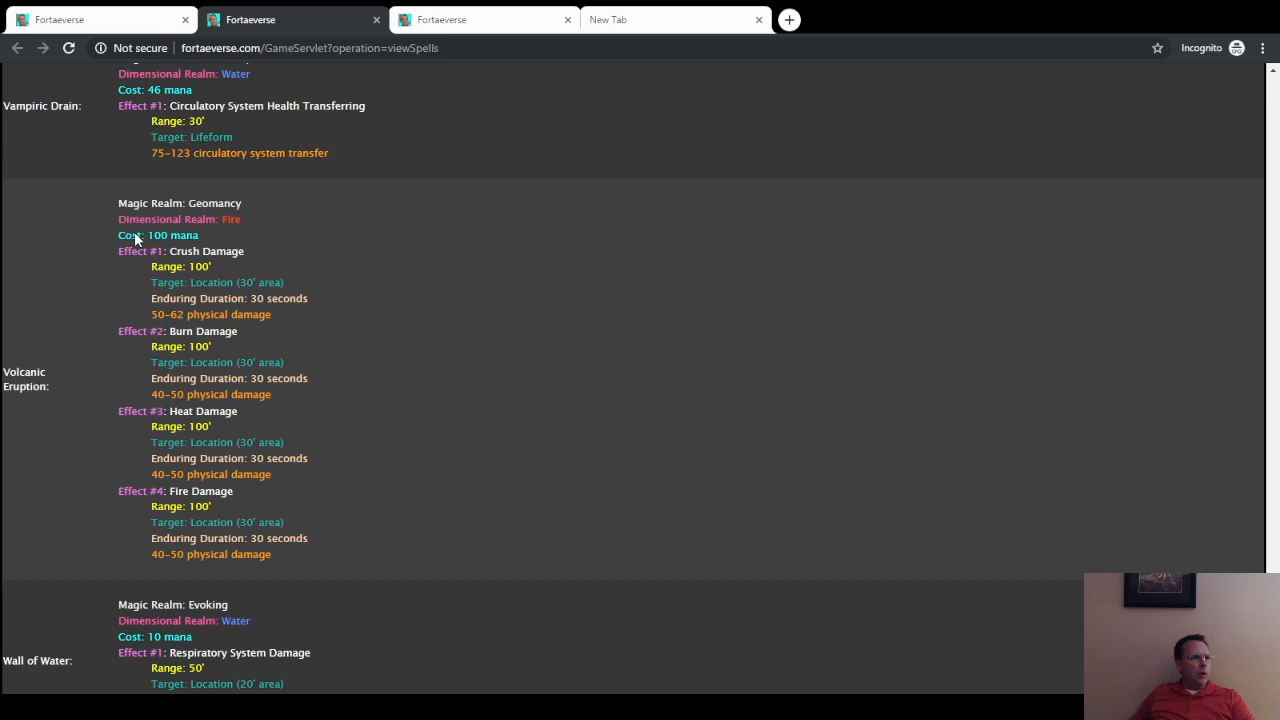 Fortaeverse
Fortaeverse
Fortaeverse
New Tab
Not secure
fortaeverse.com/GameServlet?operation=viewSpells
Incognito
Dimensional Realm: Water
Cost: 46 mana
Vampiric Drain:
Effect #1: Circulatory System Health Transferring
Range: 30'
Target: Lifeform
75-123 circulatory system transfer
Magic Realm: Geomancy
Dimensional Realm: Fire
Cost: 100 mana
Effect #1: Crush Damage
Range: 100'
Target: Location (30' area)
Enduring Duration: 30 seconds
50-62 physical damage
Effect #2: Burn Damage
Range: 100'
Target: Location (30' area)
Enduring Duration: 30 seconds
40-50 physical damage
Volcanic
Eruption:
Effect #3: Heat Damage
Range: 100'
Target: Location (30' area)
Enduring Duration: 30 seconds
40-50 physical damage
Effect #4: Fire Damage
Range: 100'
Target: Location (30' area)
Enduring Duration: 30 seconds
40-50 physical damage
Magic Realm: Evoking
Dimensional Realm: Water
Cost: 10 mana
Wall of Water:
Effect #1: Respiratory System Damage
Range: 50'
Target: Location (20' area)